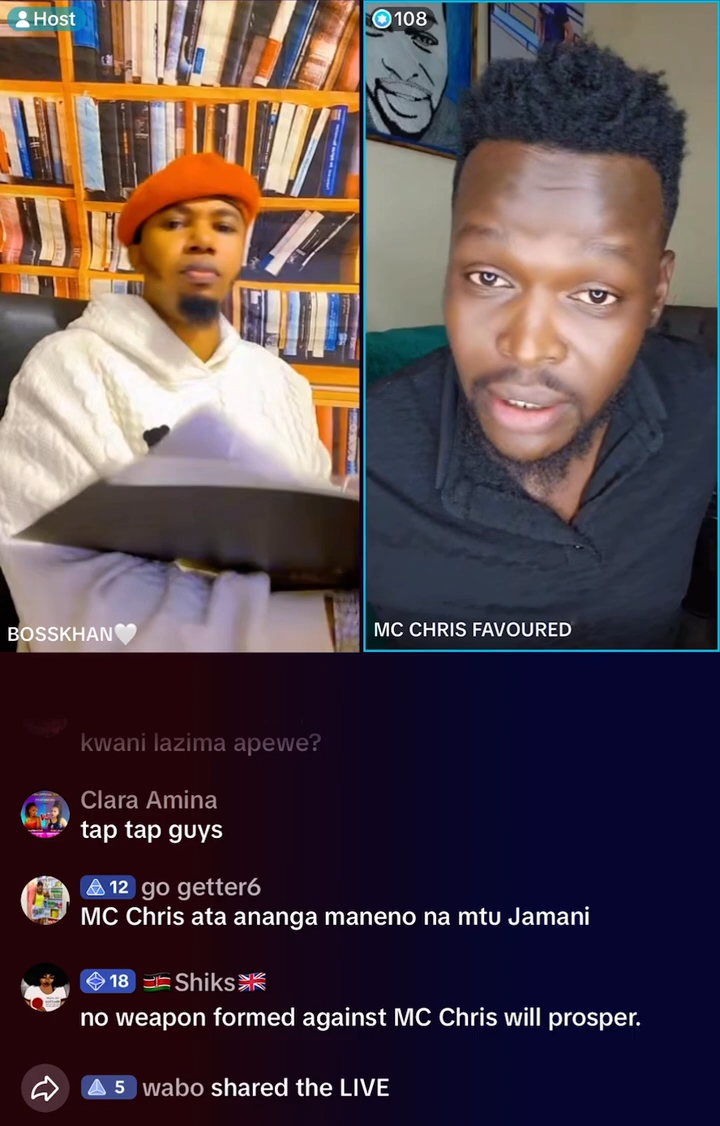 Host
108
BOSSKHAN🤍
MC CHRIS FAVOURED
kwani lazima apewe?
Clara Amina
tap tap guys
12 go getter6
MC Chris ata ananga maneno na mtu Jamani
18 🇰🇪Shiks🇬🇧
no weapon formed against MC Chris will prosper.
5 wabo shared the LIVE